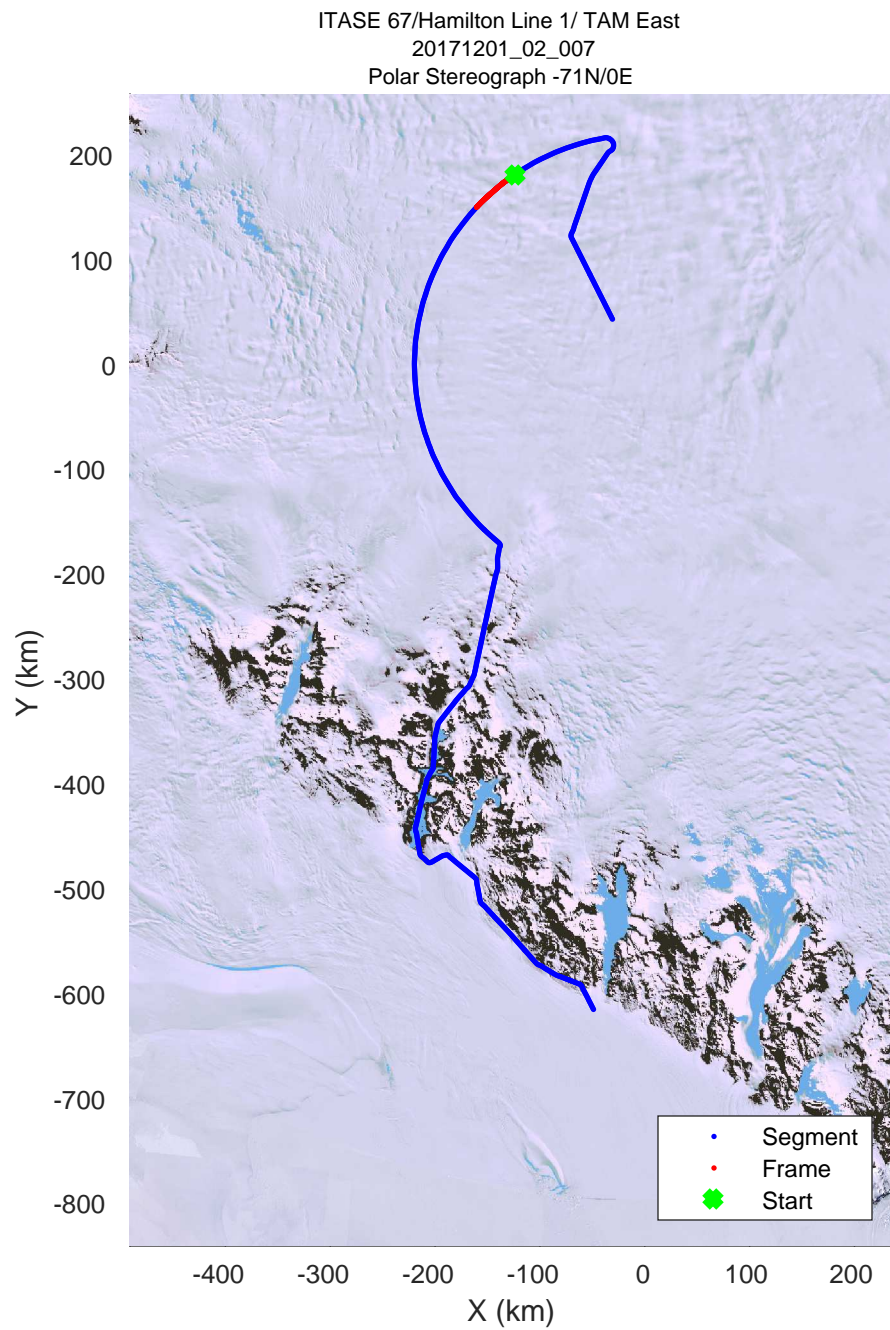 ITASE 67/Hamilton Line 1/ TAM East
20171201_02_007
Polar Stereograph -71N/0E
200
100
0
-100
-200
-300
-400
-500
-600
-700
-800
Y (km)
-400
-300
-200
-100
0
100
200
X (km)
Segment
Frame
Start